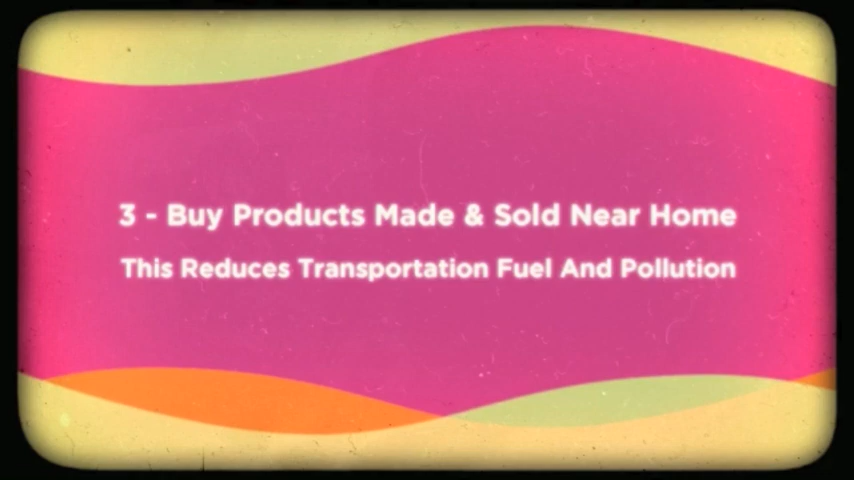 3 - Buy Products Made & Sold Near Home
This Reduces Transportation Fuel And Pollution